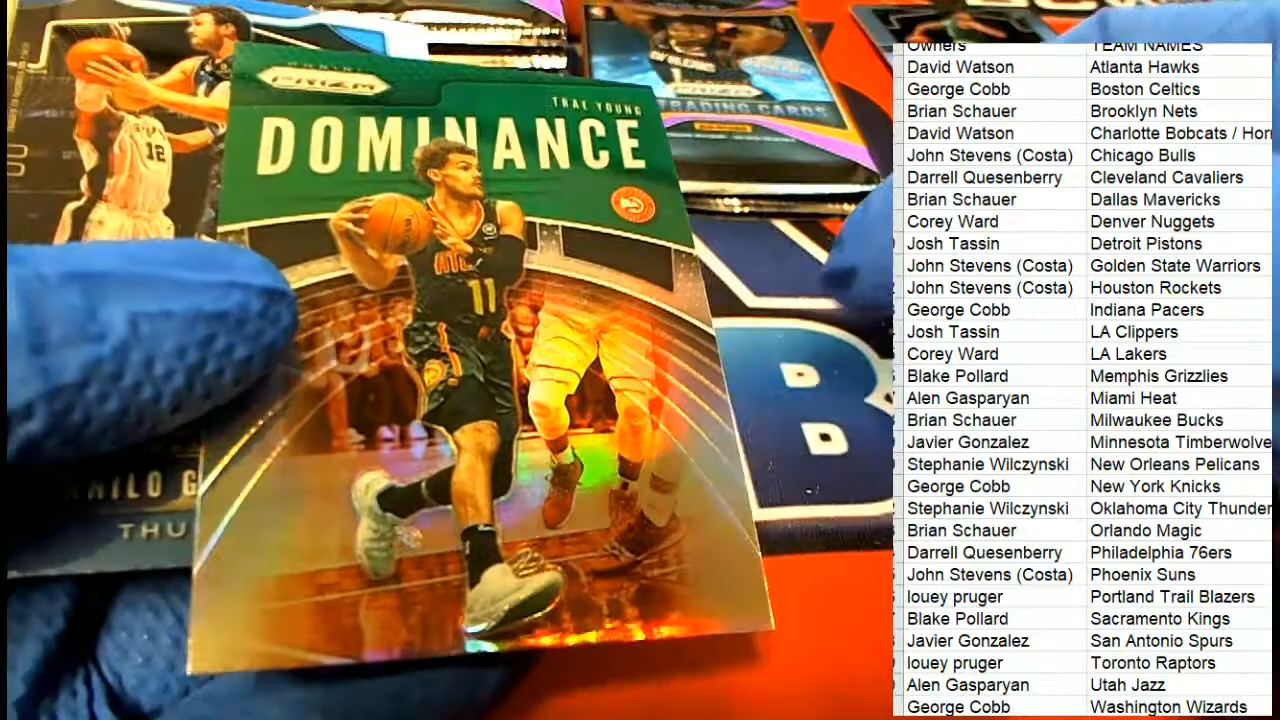 PANINI
PRIZM
TRAE YOUNG
DOMINANCE
ATL
11
12
TRADING CARDS
B
THU
Owners TEAM NAMES
David Watson Atlanta Hawks
George Cobb Boston Celtics
Brian Schauer Brooklyn Nets
David Watson Charlotte Bobcats / Horr
John Stevens (Costa) Chicago Bulls
Darrell Quesenberry Cleveland Cavaliers
Brian Schauer Dallas Mavericks
Corey Ward Denver Nuggets
Josh Tassin Detroit Pistons
John Stevens (Costa) Golden State Warriors
John Stevens (Costa) Houston Rockets
George Cobb Indiana Pacers
Josh Tassin LA Clippers
Corey Ward LA Lakers
Blake Pollard Memphis Grizzlies
Alen Gasparyan Miami Heat
Brian Schauer Milwaukee Bucks
Javier Gonzalez Minnesota Timberwolve
Stephanie Wilczynski New Orleans Pelicans
George Cobb New York Knicks
Stephanie Wilczynski Oklahoma City Thunder
Brian Schauer Orlando Magic
Darrell Quesenberry Philadelphia 76ers
John Stevens (Costa) Phoenix Suns
louey pruger Portland Trail Blazers
Blake Pollard Sacramento Kings
Javier Gonzalez San Antonio Spurs
louey pruger Toronto Raptors
Alen Gasparyan Utah Jazz
George Cobb Washington Wizards